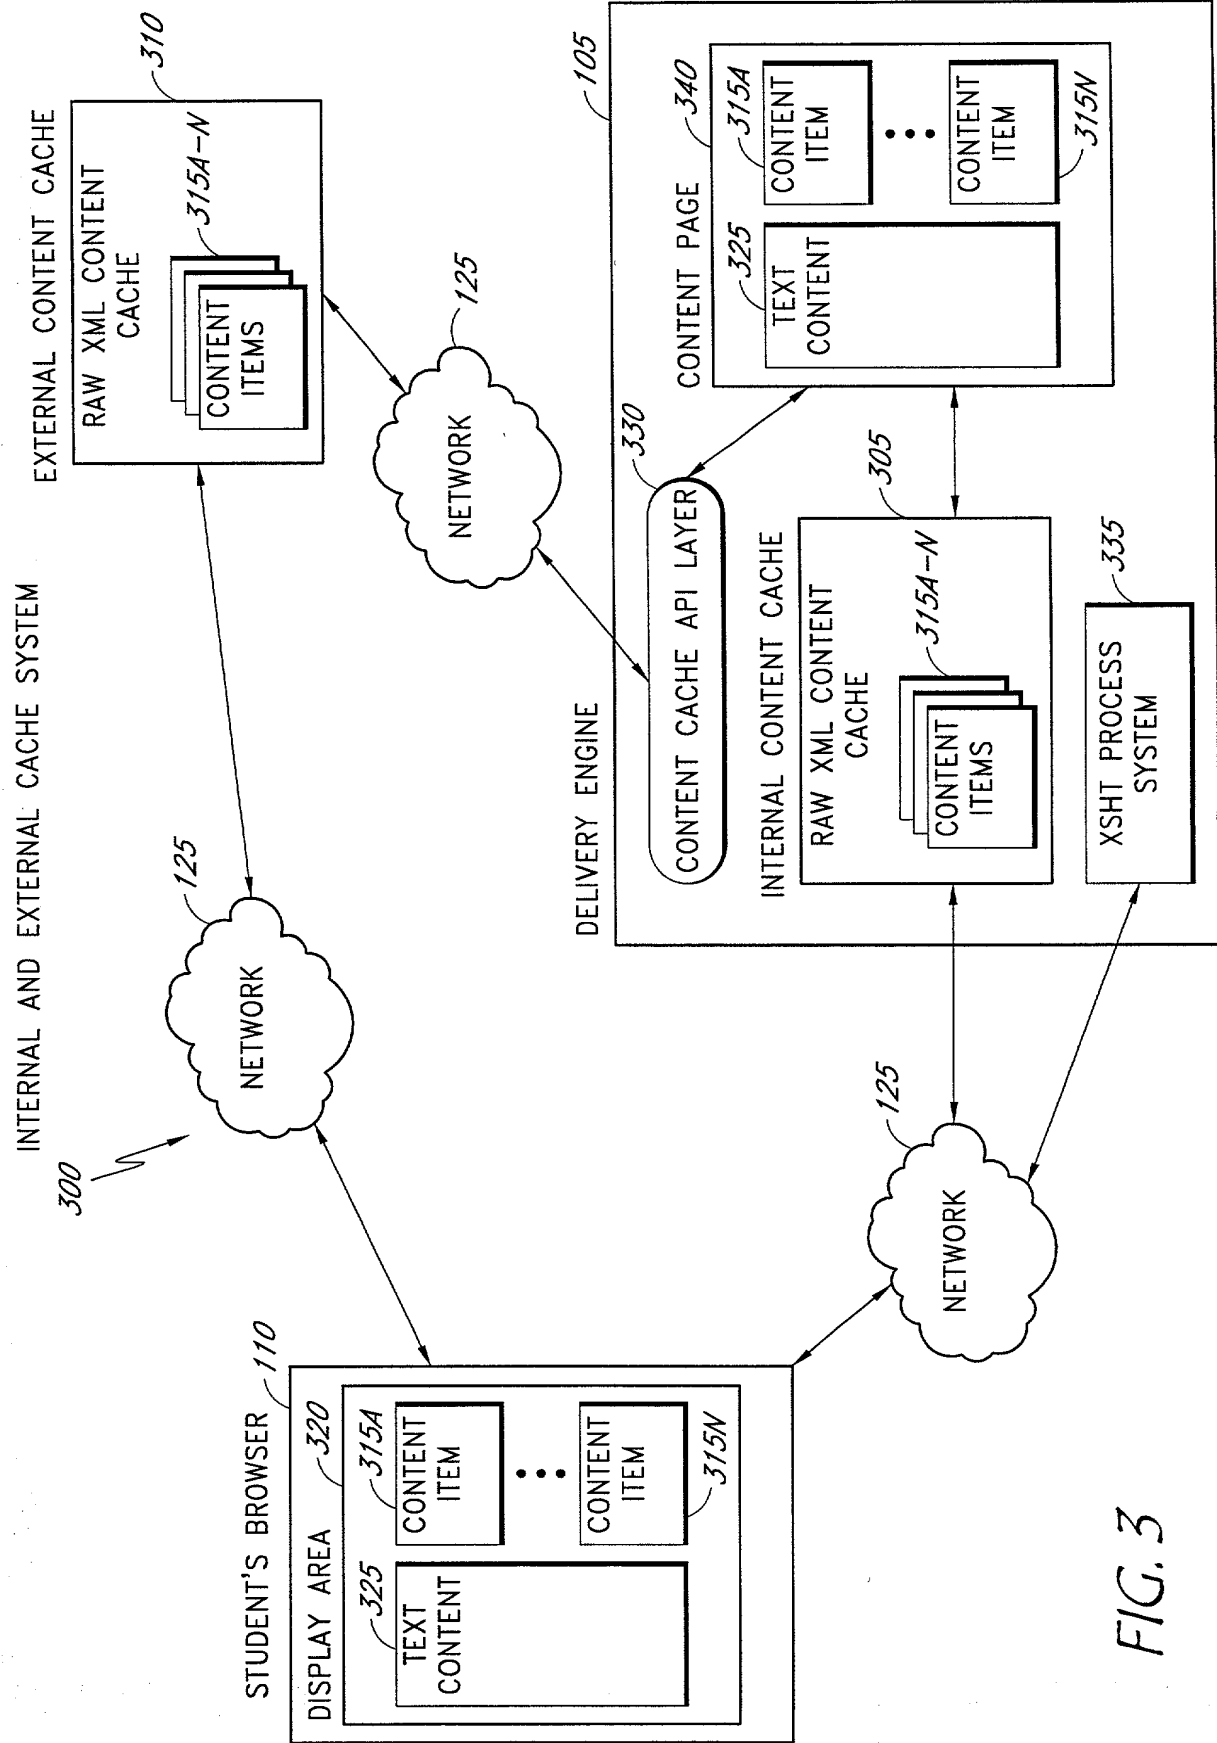 INTERNAL AND EXTERNAL CACHE SYSTEM
300
STUDENT'S BROWSER
110
DISPLAY AREA
320
TEXT
CONTENT
325
CONTENT
ITEM
315A
CONTENT
ITEM
315N
NETWORK
125
EXTERNAL CONTENT CACHE
310
RAW XML CONTENT
CACHE
315A-N
CONTENT
ITEMS
NETWORK
125
NETWORK
125
DELIVERY ENGINE
105
CONTENT CACHE API LAYER
330
INTERNAL CONTENT CACHE
305
RAW XML CONTENT
CACHE
315A-N
CONTENT
ITEMS
XSHT PROCESS
SYSTEM
335
CONTENT PAGE
340
TEXT
CONTENT
325
CONTENT
ITEM
315A
CONTENT
ITEM
315N
FIG. 3